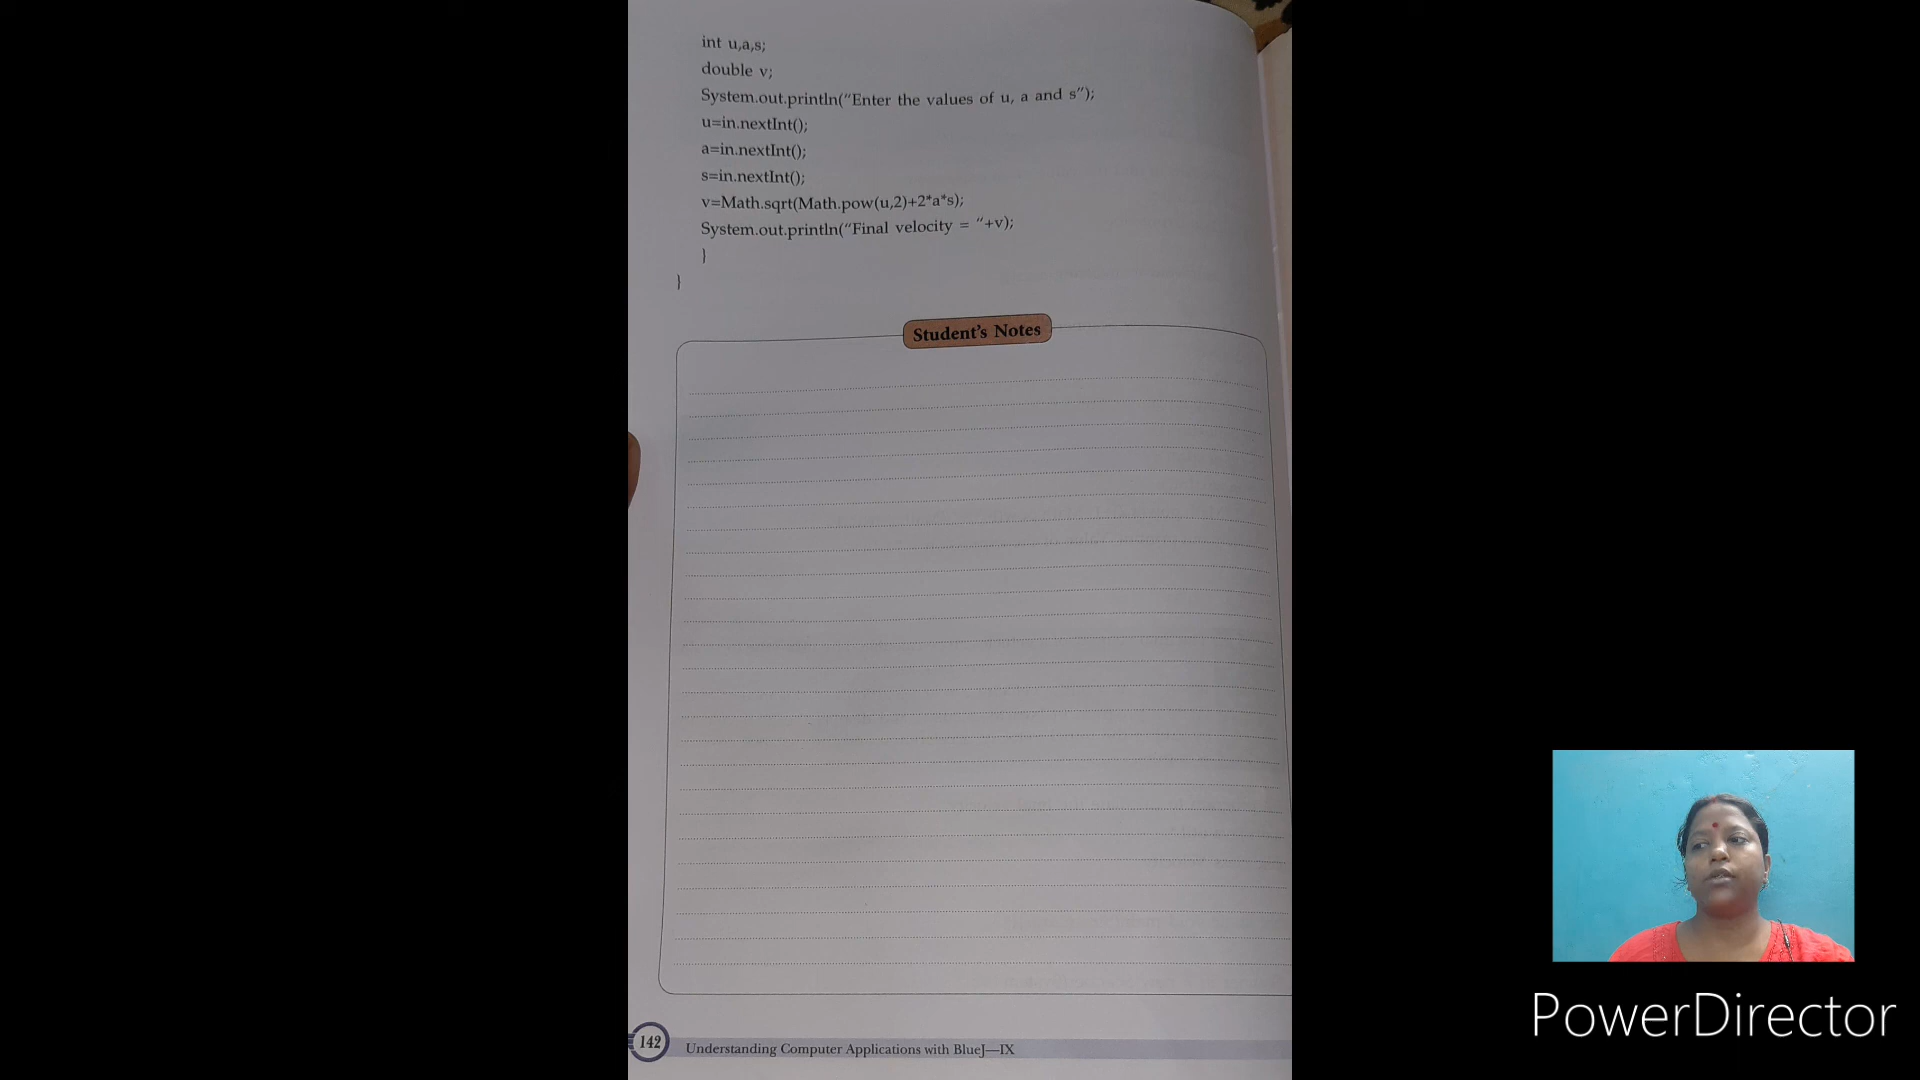 int u,a,s;
double v;
System.out.println(“Enter the values of u, a and s”);
u=in.nextInt();
a=in.nextInt();
s=in.nextInt();
v=Math.sqrt(Math.pow(u,2)+2*a*s);
System.out.println(“Final velocity = “+v);
}
}
Student’s Notes
142
Understanding Computer Applications with BlueJ—IX
PowerDirector